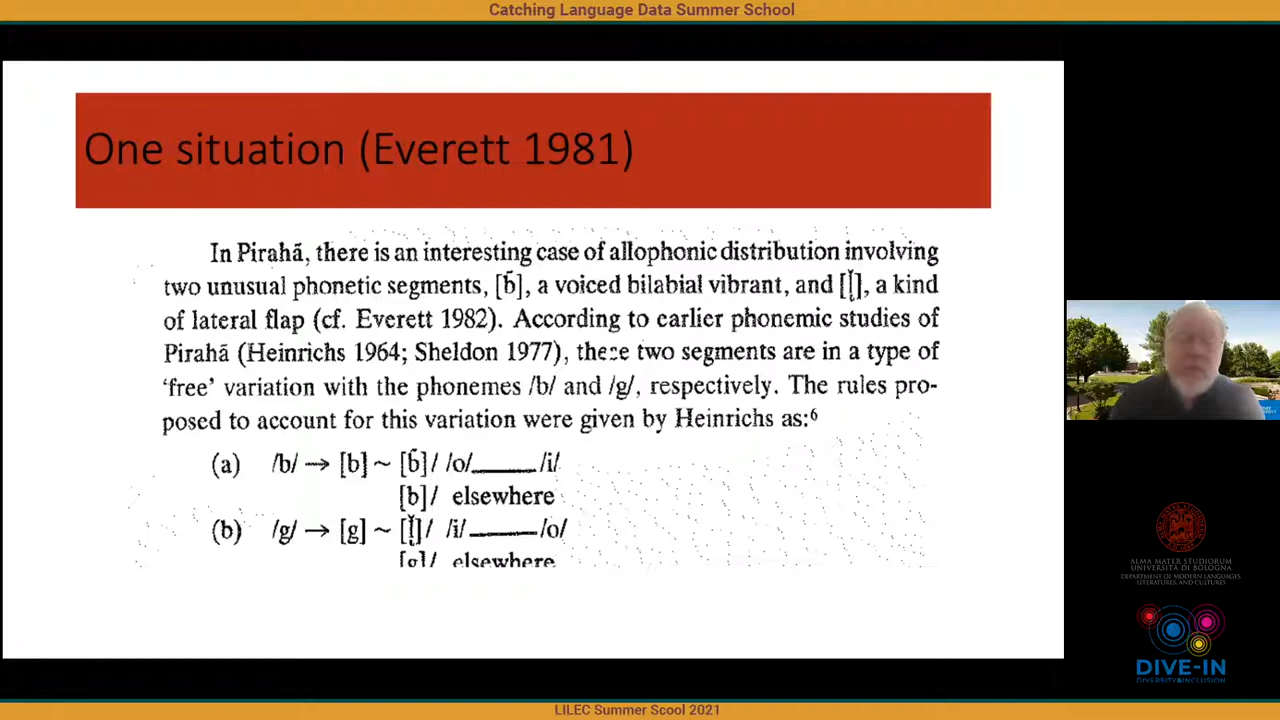 Catching Language Data Summer School
One situation (Everett 1981)
In Pirahã, there is an interesting case of allophonic distribution involving
two unusual phonetic segments, [b̃], a voiced bilabial vibrant, and [ḹ̆], a kind
of lateral flap (cf. Everett 1982). According to earlier phonemic studies of
Pirahã (Heinrichs 1964; Sheldon 1977), these two segments are in a type of
‘free’ variation with the phonemes /b/ and /g/, respectively. The rules pro-
posed to account for this variation were given by Heinrichs as:⁶
(a) /b/ → [b] ~ [b̃]/ /o/____/i/
[b]/ elsewhere
(b) /g/ → [g] ~ [ḹ̆]/ /i/____/o/
[g]/ elsewhere
ALMA MATER STUDIORUM
UNIVERSITÀ DI BOLOGNA
DEPARTMENT OF MODERN LANGUAGES,
LITERATURES, AND CULTURES
DIVE-IN
DIVERSITY&INCLUSION
LILEC Summer Scool 2021